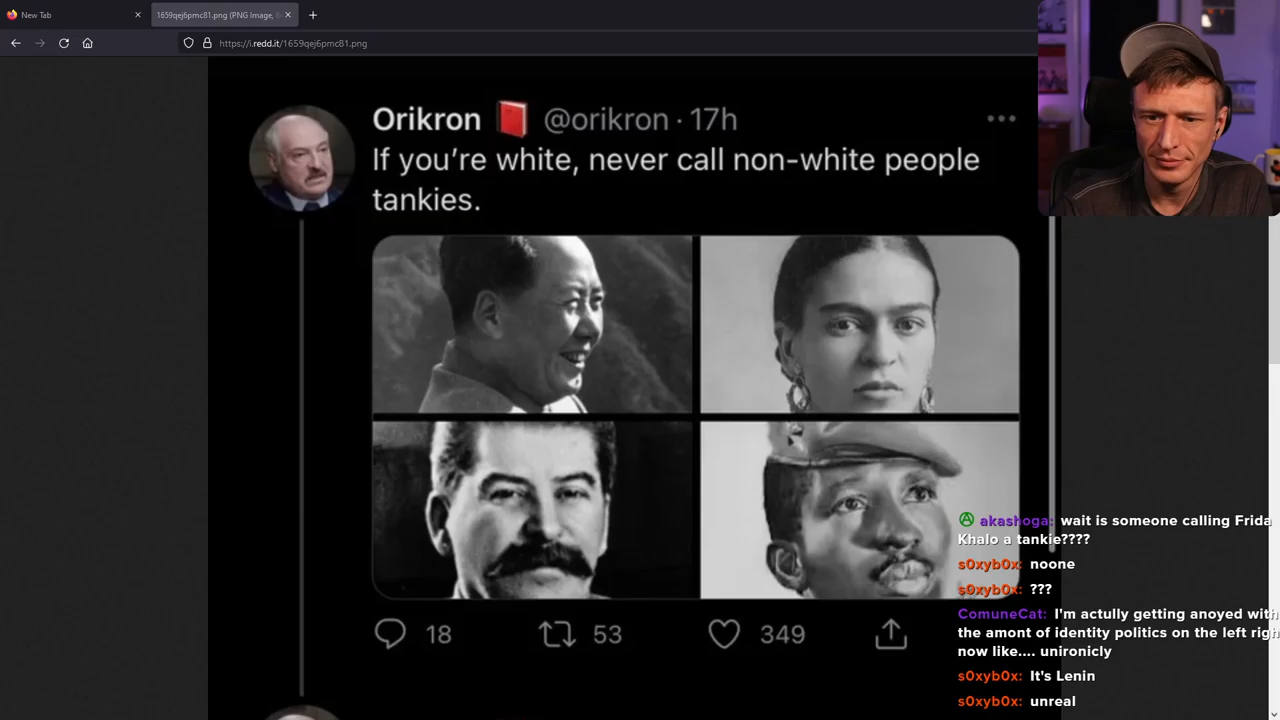 New Tab
1659qej6pmc81.png (PNG Image,
https://i.redd.it/1659qej6pmc81.png
Orikron 📕 @orikron · 17h
If you’re white, never call non-white people
tankies.
18 53 349
akashoga: wait is someone calling Frida
Khalo a tankie????
s0xyb0x: noone
s0xyb0x: ???
ComuneCat: I'm actully getting anoyed with
the amont of identity politics on the left righ
now like.... unironicly
s0xyb0x: It's Lenin
s0xyb0x: unreal